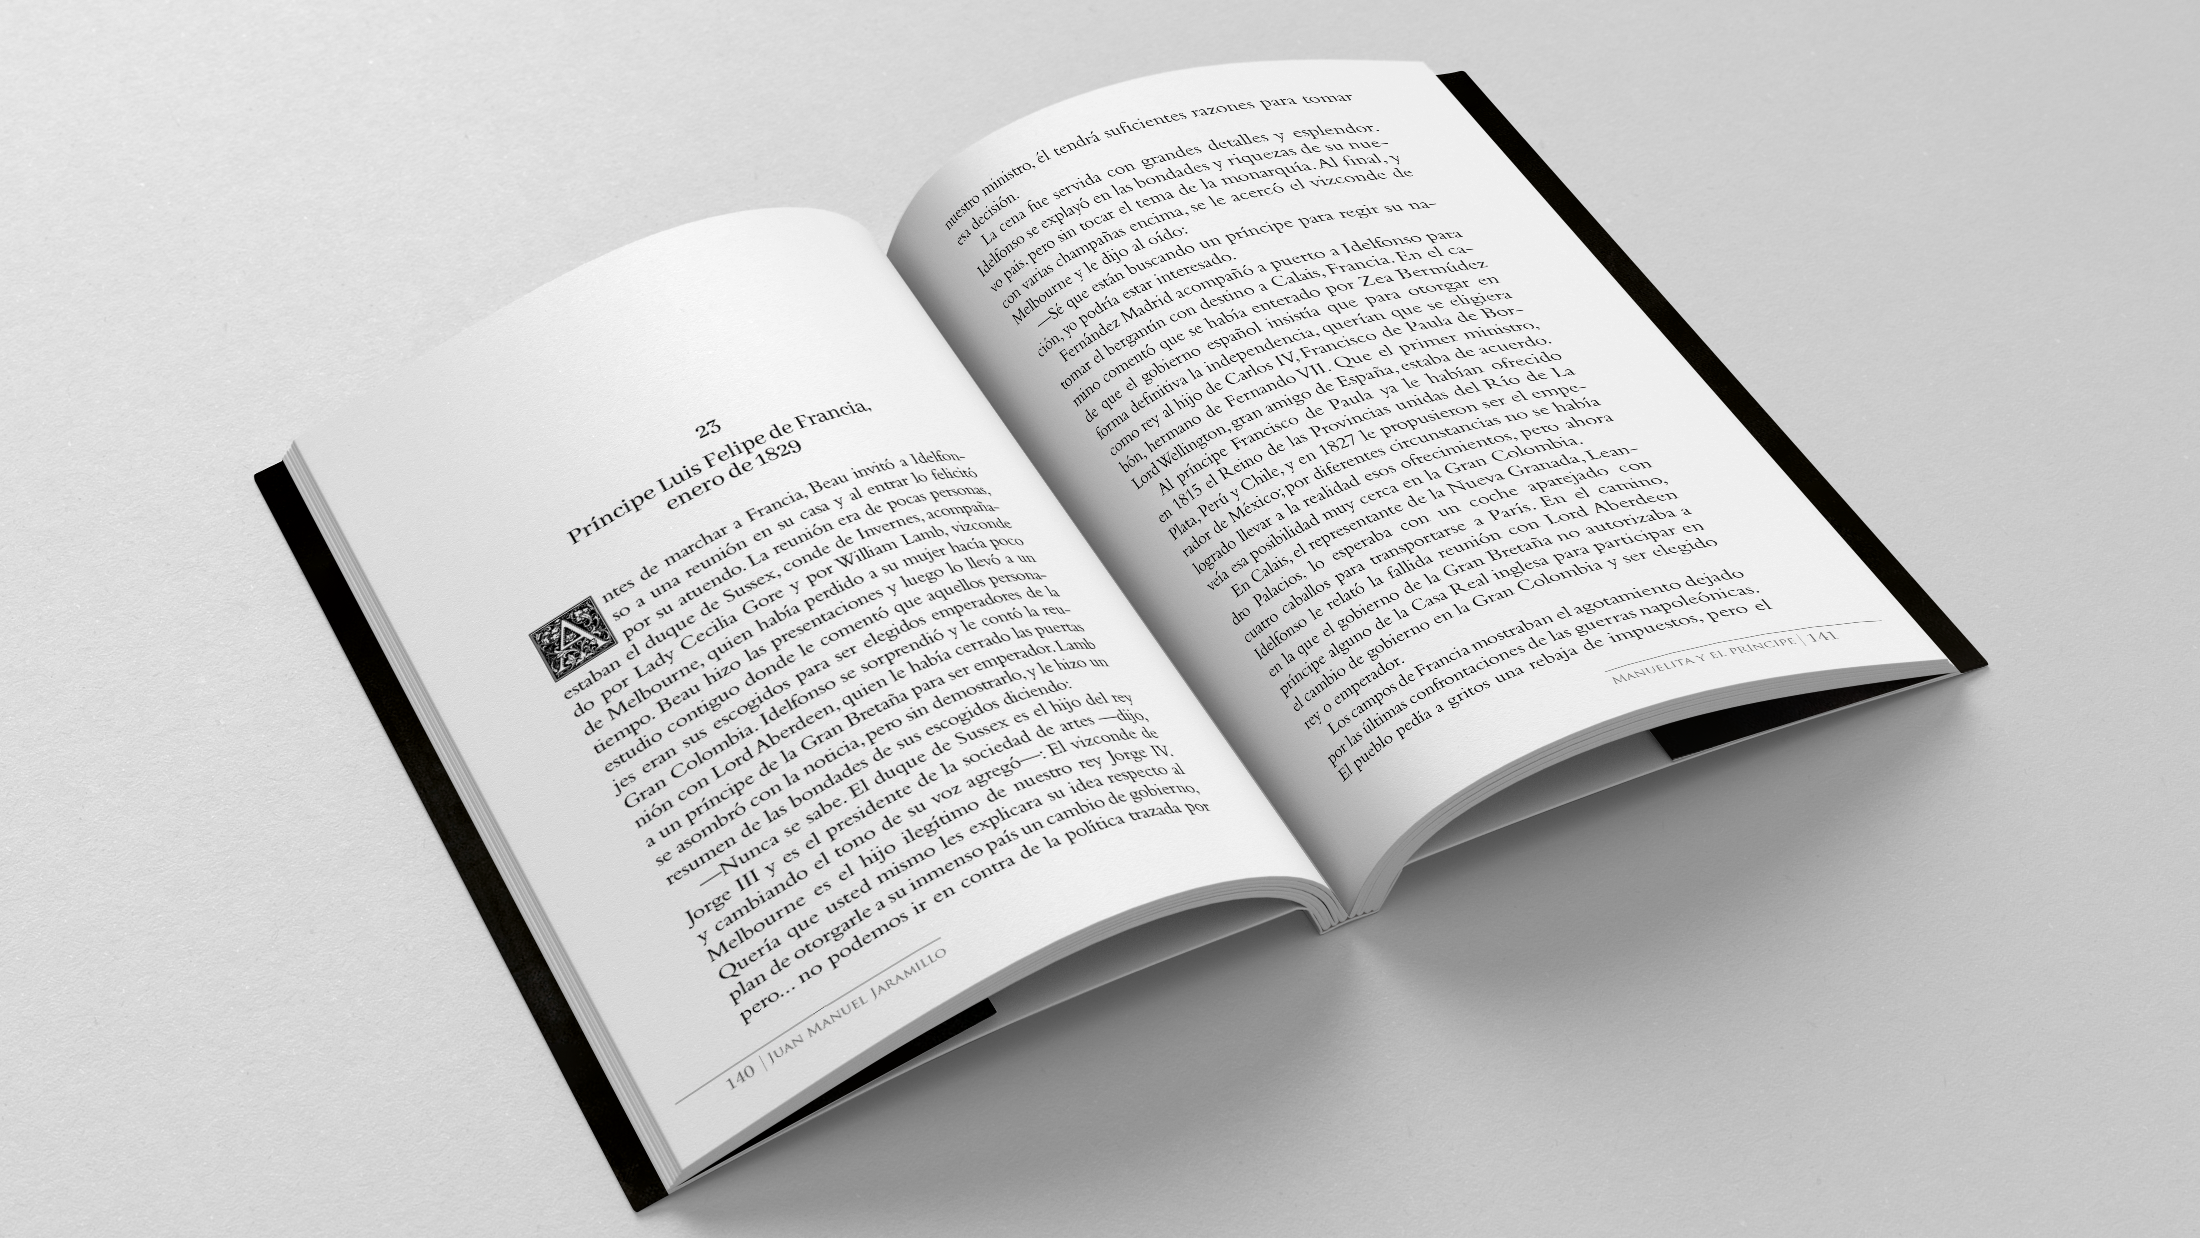 23
Príncipe Luis Felipe de Francia,
enero de 1829
Antes de marchar a Francia, Beau invitó a Idelfon-
so a una reunión en su casa y al entrar lo felicitó
por su atuendo. La reunión era de pocas personas,
estaban el duque de Sussex, conde de Invernes, acompaña-
do por Lady Cecilia Gore y por William Lamb, vizconde
de Melbourne, quien había perdido a su mujer hacía poco
tiempo. Beau hizo las presentaciones y luego lo llevó a un
estudio contiguo donde le comentó que aquellos persona-
jes eran sus escogidos para ser elegidos emperadores de la
Gran Colombia. Idelfonso se sorprendió y le contó la reu-
nión con Lord Aberdeen, quien le había cerrado las puertas
a un príncipe de la Gran Bretaña para ser emperador. Lamb
se asombró con la noticia, pero sin demostrarlo, y le hizo un
resumen de las bondades de sus escogidos diciendo:
—Nunca se sabe. El duque de Sussex es el hijo del rey
Jorge III y es el presidente de la sociedad de artes —dijo,
y cambiando el tono de su voz agregó—: El vizconde de
Melbourne es el hijo ilegítimo de nuestro rey Jorge IV.
Quería que usted mismo les explicara su idea respecto al
plan de otorgarle a su inmenso país un cambio de gobierno,
pero... no podemos ir en contra de la política trazada por
140 | Juan Manuel Jaramillo
nuestro ministro, él tendrá suficientes razones para tomar
esa decisión.
La cena fue servida con grandes detalles y esplendor.
Idelfonso se explayó en las bondades y riquezas de su nue-
vo país, pero sin tocar el tema de la monarquía. Al final, y
con varias champañas encima, se le acercó el vizconde de
Melbourne y le dijo al oído:
—Sé que están buscando un príncipe para regir su na-
ción, yo podría estar interesado.
Fernández Madrid acompañó a puerto a Idelfonso para
tomar el bergantín con destino a Calais, Francia. En el ca-
mino comentó que se había enterado por Zea Bermúdez
de que el gobierno español insistía que para otorgar en
forma definitiva la independencia, querían que se eligiera
como rey al hijo de Carlos IV, Francisco de Paula de Bor-
bón, hermano de Fernando VII. Que el primer ministro,
Lord Wellington, gran amigo de España, estaba de acuerdo.
Al príncipe Francisco de Paula ya le habían ofrecido
en 1815 el Reino de las Provincias unidas del Río de La
Plata, Perú y Chile, y en 1827 le propusieron ser el empe-
rador de México; por diferentes circunstancias no se había
logrado llevar a la realidad esos ofrecimientos, pero ahora
veía esa posibilidad muy cerca en la Gran Colombia.
En Calais, el representante de la Nueva Granada, Lean-
dro Palacios, lo esperaba con un coche aparejado con
cuatro caballos para transportarse a París. En el camino,
Idelfonso le relató la fallida reunión con Lord Aberdeen
en la que el gobierno de la Gran Bretaña no autorizaba a
príncipe alguno de la Casa Real inglesa para participar en
el cambio de gobierno en la Gran Colombia y ser elegido
rey o emperador.
Los campos de Francia mostraban el agotamiento dejado
por las últimas confrontaciones de las guerras napoleónicas.
El pueblo pedía a gritos una rebaja de impuestos, pero el
Manuelita y el príncipe | 141